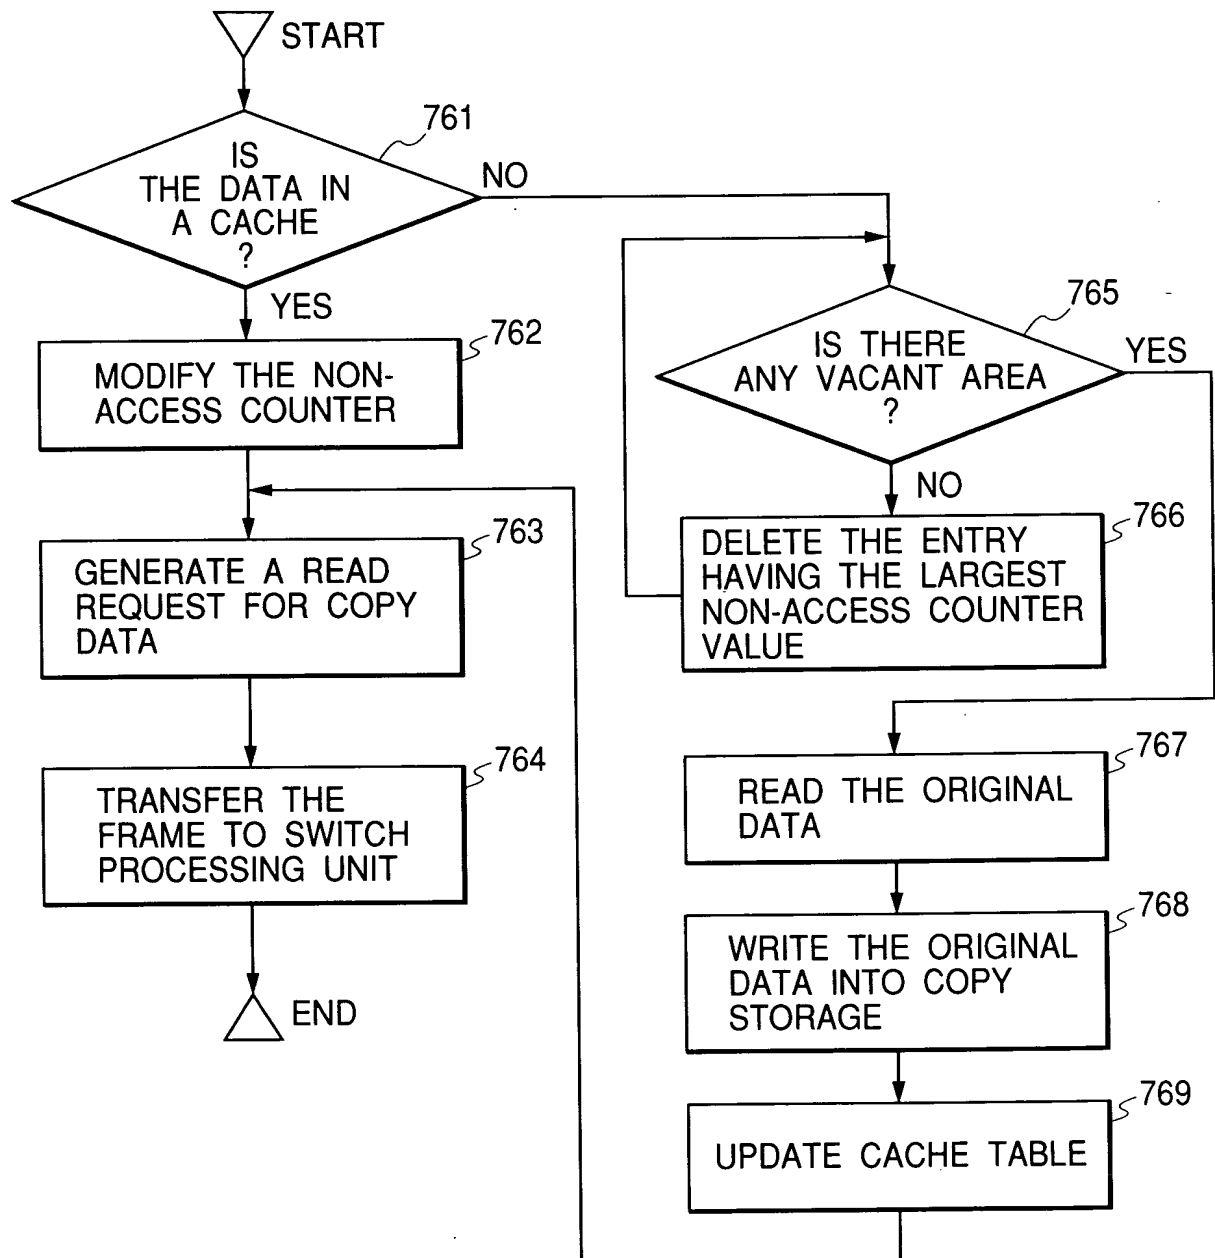 START
761
IS
THE DATA IN
A CACHE
?
NO
YES
762
MODIFY THE NON-
ACCESS COUNTER
763
GENERATE A READ
REQUEST FOR COPY
DATA
764
TRANSFER THE
FRAME TO SWITCH
PROCESSING UNIT
END
765
IS THERE
ANY VACANT AREA
?
YES
NO
766
DELETE THE ENTRY
HAVING THE LARGEST
NON-ACCESS COUNTER
VALUE
767
READ THE ORIGINAL
DATA
768
WRITE THE ORIGINAL
DATA INTO COPY
STORAGE
769
UPDATE CACHE TABLE